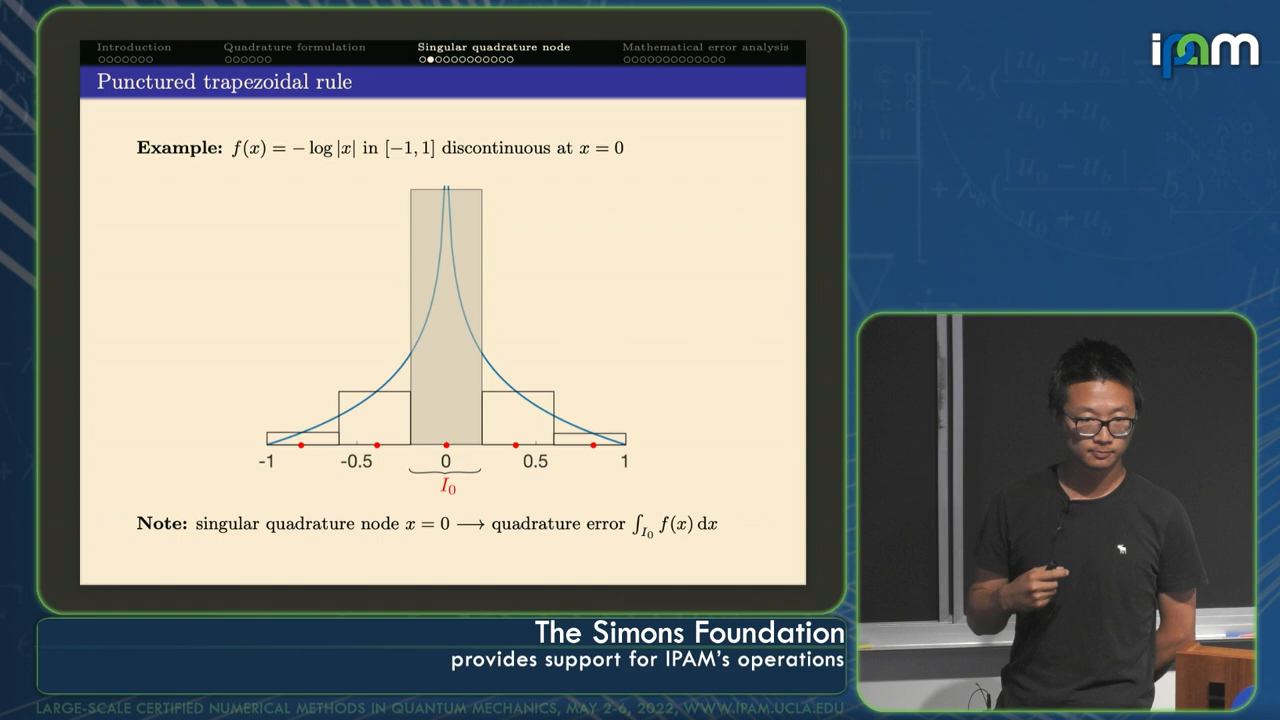 Introduction Quadrature formulation Singular quadrature node Mathematical error analysis
Punctured trapezoidal rule
Example: f(x) = − log |x| in [−1, 1] discontinuous at x = 0
-1 -0.5 0 0.5 1
I₀
Note: singular quadrature node x = 0 ⟶ quadrature error ∫_{I₀} f(x) dx
ipam
The Simons Foundation
provides support for IPAM's operations
LARGE-SCALE CERTIFIED NUMERICAL METHODS IN QUANTUM MECHANICS, MAY 2-6, 2022, WWW.IPAM.UCLA.EDU